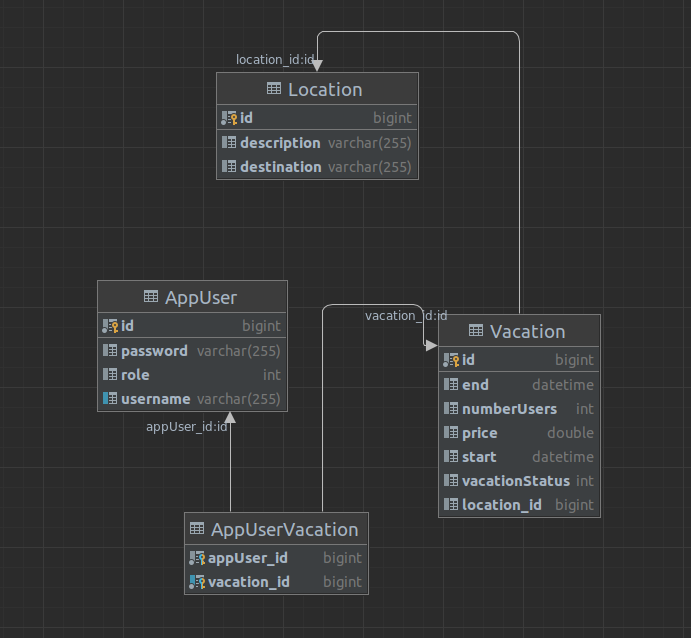 location_id:id
Location
id bigint
description varchar(255)
destination varchar(255)
AppUser
id bigint
password varchar(255)
role int
username varchar(255)
vacation_id:id
Vacation
id bigint
end datetime
numberUsers int
price double
start datetime
vacationStatus int
location_id bigint
appUser_id:id
AppUserVacation
appUser_id bigint
vacation_id bigint